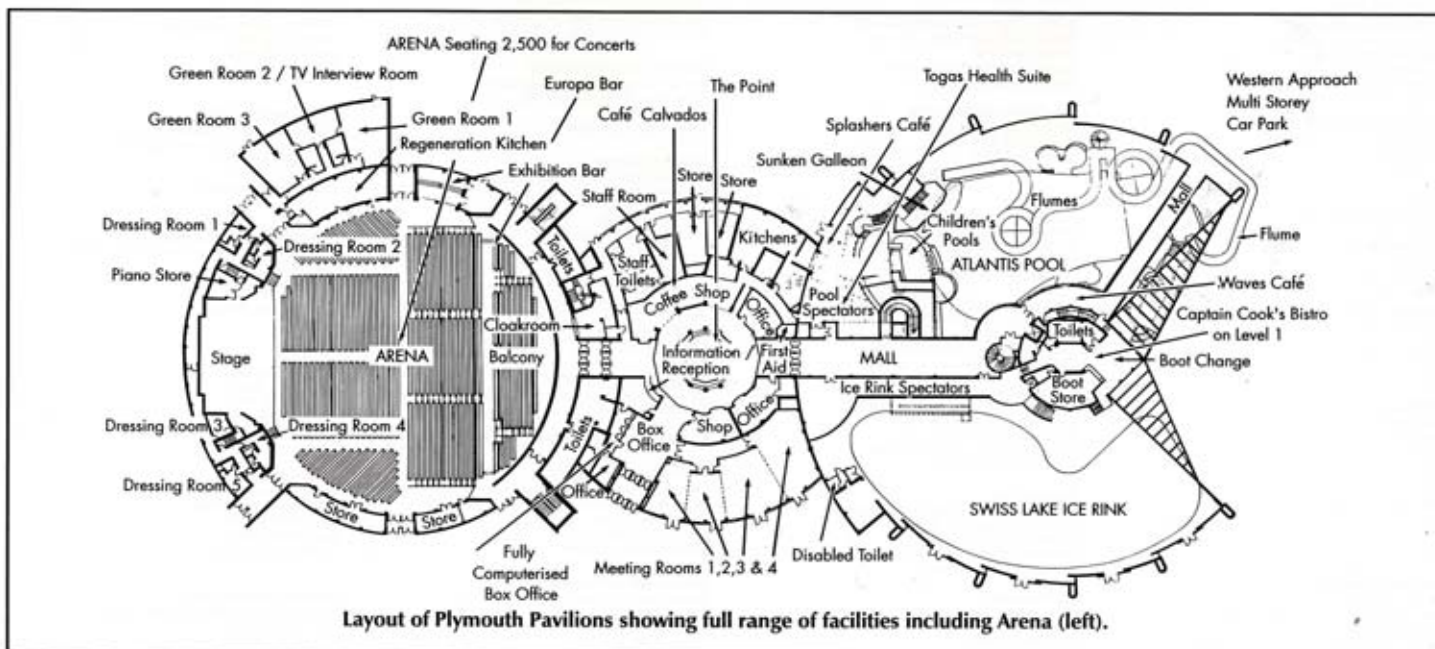 ARENA Seating 2,500 for Concerts
Green Room 2 / TV Interview Room
Europa Bar
The Point
Togas Health Suite
Western Approach
Multi Storey
Car Park
Green Room 3
Green Room 1
Café Calvados
Splashers Café
Regeneration Kitchen
Sunken Galleon
Exhibition Bar
Store
Staff Room
Store
Flumes
Mall
Dressing Room 1
Dressing Room 2
Toilets
Kitchens
Children's
Pools
Flume
Piano Store
Staff
Toilets
ATLANTIS POOL
Coffee Shop
Pool
Spectators
Waves Café
Cloakroom
Office
Toilets
Captain Cook's Bistro
on Level 1
Stage
ARENA
Balcony
Information
Reception
First
Aid
MALL
Boot Change
Ice Rink Spectators
Boot
Store
Dressing Room 3
Dressing Room 4
Toilets
Box
Office
Shop
Office
Dressing Room 5
Office
Store
Store
SWISS LAKE ICE RINK
Fully
Computerised
Box Office
Meeting Rooms 1,2,3 & 4
Disabled Toilet
Layout of Plymouth Pavilions showing full range of facilities including Arena (left).